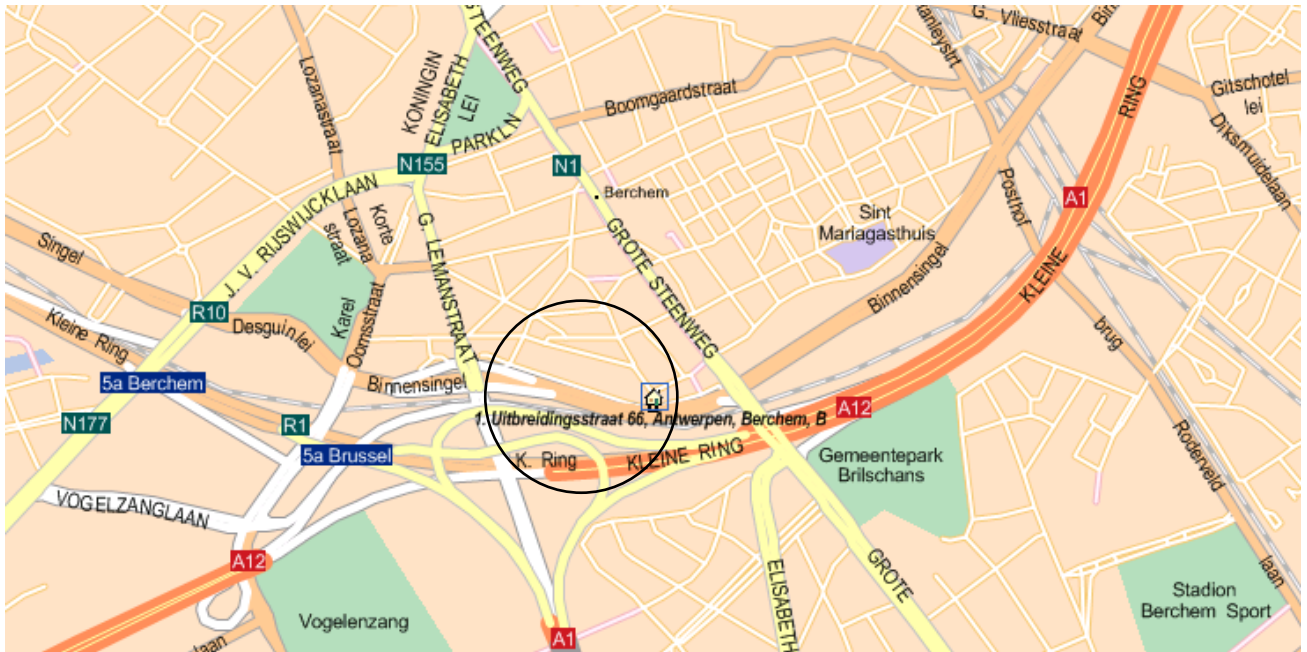 G. Vliesstraat
STEENWEG
KONINGIN
ELISABETH
LEI
Lozanastraat
Boomgaardstraat
RING
Gitschotel
lei
Diksmuidelaan
PARKLN
N155
N1
Berchem
Posthof
brug
A1
J. V. RIJSWIJCKLAAN
Korte
Lozana
straat
Sint
Mariagasthuis
Singel
G. LEMANSTRAAT
GROTE STEENWEG
Binnensingel
KLEINE
R10
Desguinlei
Karel
Oomsstraat
Kleine Ring
5a Berchem
Binnensingel
A12
1. Uitbreidingsstraat 66, Antwerpen, Berchem, B
N177
R1
5a Brussel
K. Ring
KLEINE RING
Gemeentepark
Brilschans
Roderveld
laan
VOGELZANGLAAN
A12
ELISABETH
GROTE
Vogelenzang
A1
Stadion
Berchem Sport
laan